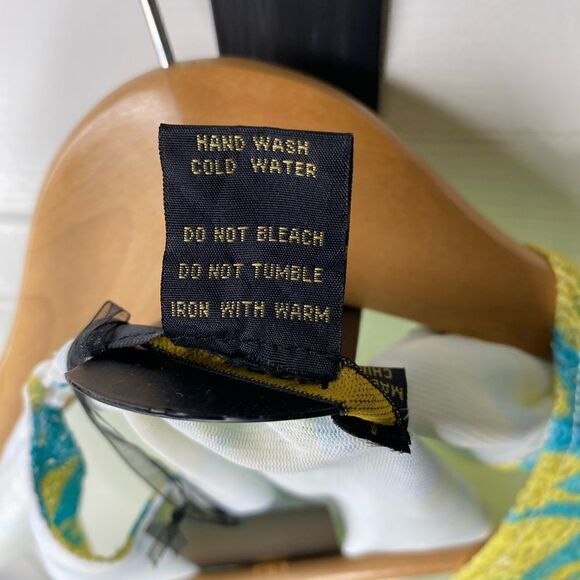 HAND WASH
COLD WATER
DO NOT BLEACH
DO NOT TUMBLE
IRON WITH WARM